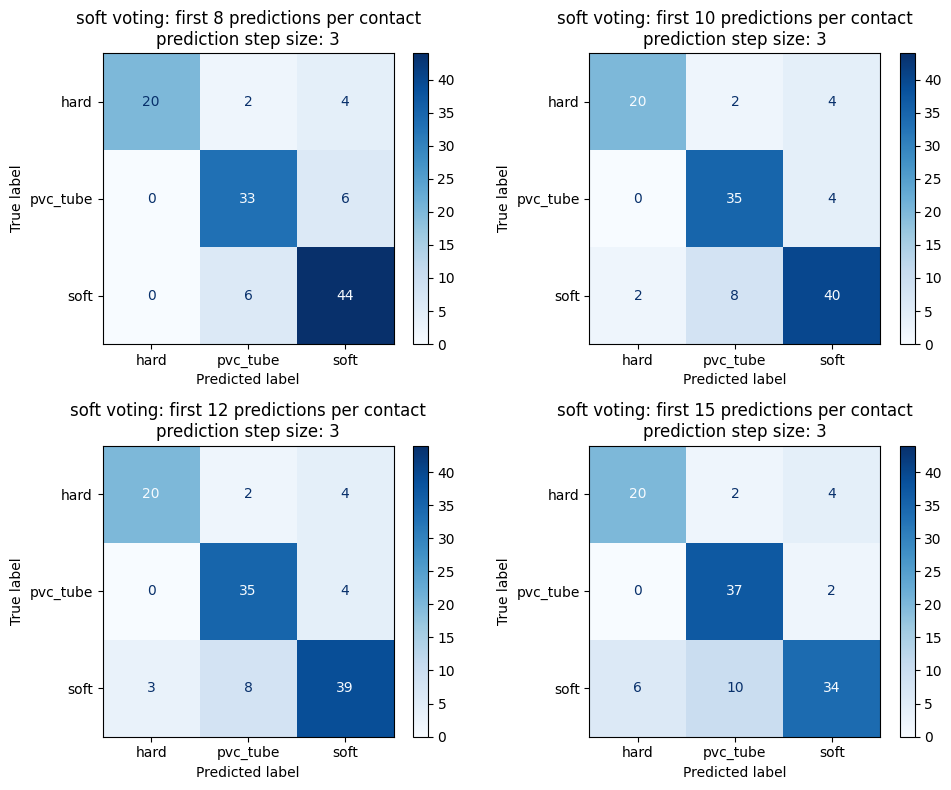 soft voting: first 8 predictions per contact
prediction step size: 3
True label
hard
pvc_tube
soft
20 2 4
0 33 6
0 6 44
hard pvc_tube soft
Predicted label
40
35
30
25
20
15
10
5
0
soft voting: first 10 predictions per contact
prediction step size: 3
True label
hard
pvc_tube
soft
20 2 4
0 35 4
2 8 40
hard pvc_tube soft
Predicted label
40
35
30
25
20
15
10
5
0
soft voting: first 12 predictions per contact
prediction step size: 3
True label
hard
pvc_tube
soft
20 2 4
0 35 4
3 8 39
hard pvc_tube soft
Predicted label
40
35
30
25
20
15
10
5
0
soft voting: first 15 predictions per contact
prediction step size: 3
True label
hard
pvc_tube
soft
20 2 4
0 37 2
6 10 34
hard pvc_tube soft
Predicted label
40
35
30
25
20
15
10
5
0